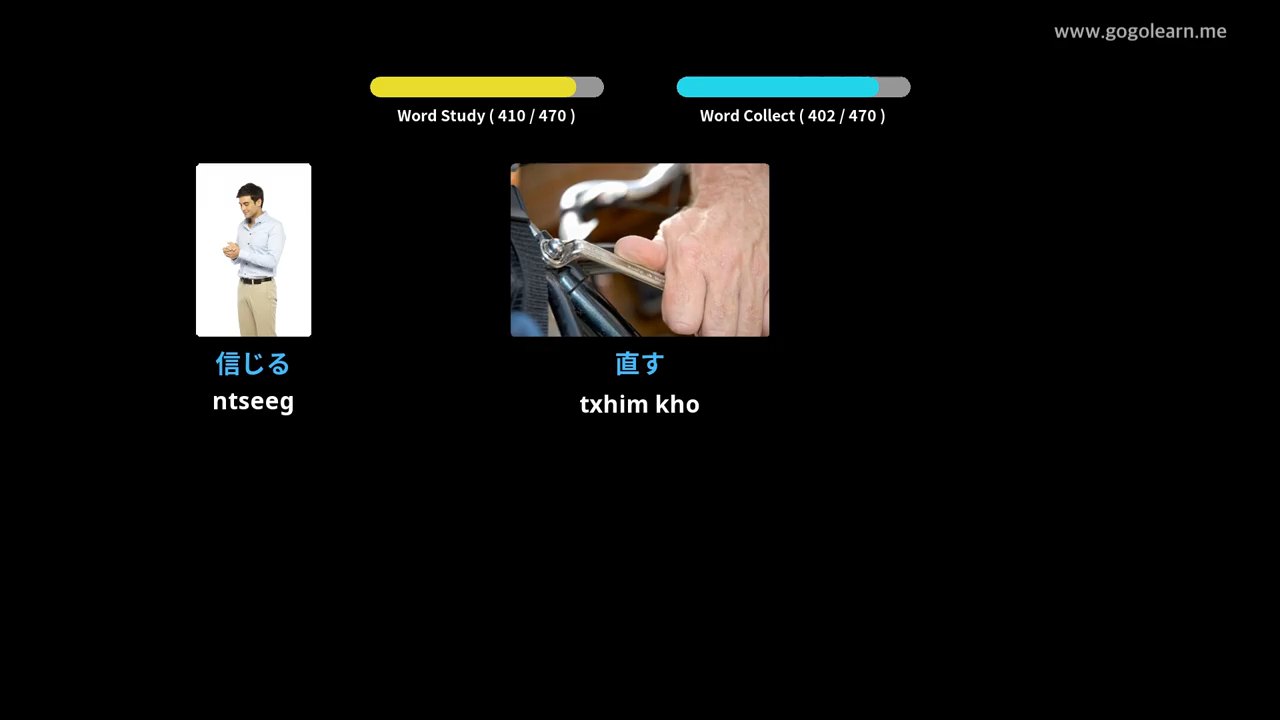 www.gogolearn.me
Word Study ( 410 / 470 )
Word Collect ( 402 / 470 )
信じる
ntseeg
直す
txhim kho